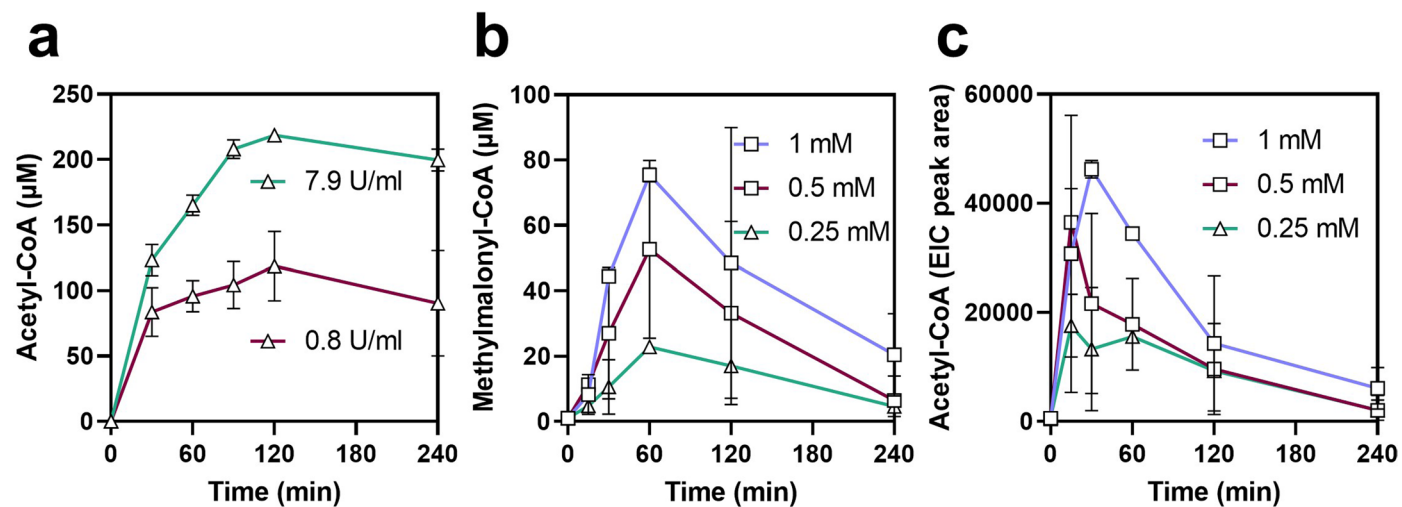 a
Acetyl-CoA (µM)
250
200
150
100
50
0
7.9 U/ml
0.8 U/ml
0 60 120 180 240
Time (min)
b
Methylmalonyl-CoA (µM)
100
80
60
40
20
0
1 mM
0.5 mM
0.25 mM
0 60 120 180 240
Time (min)
c
Acetyl-CoA (EIC peak area)
60000
40000
20000
0
1 mM
0.5 mM
0.25 mM
0 60 120 180 240
Time (min)